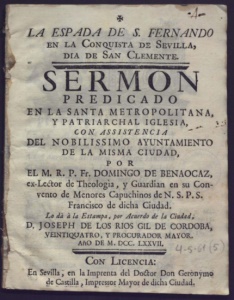 LA ESPADA DE S. FERNANDO
EN LA CONQUISTA DE SEVILLA,
DIA DE SAN CLEMENTE.
SERMON
PREDICADO
EN LA SANTA METROPOLITANA,
Y PATRIARCHAL IGLESIA,
CON ASSISTENCIA
DEL NOBILISSIMO AYUNTAMIENTO
DE LA MISMA CIUDAD,
POR
EL M. R. P. Fr. DOMINGO DE BENAOCAZ,
ex-Lector de Theologia, y Guardian en su Con-
vento de Menores Capuchinos de N. S. P. S.
Francisco de dicha Ciudad.
Lo dà à la Estampa, por Acuerdo de la Ciudad,
D. JOSEPH DE LOS RIOS GIL DE CORDOBA,
VEINTIQUATRO, Y PROCURADOR MAYOR.
AÑO DE M. DCC. LXXVII.
CON LICENCIA:
En Sevilla, en la Imprenta del Doctor Don Geronymo
de Castilla, Impressor Mayor de dicha Ciudad.